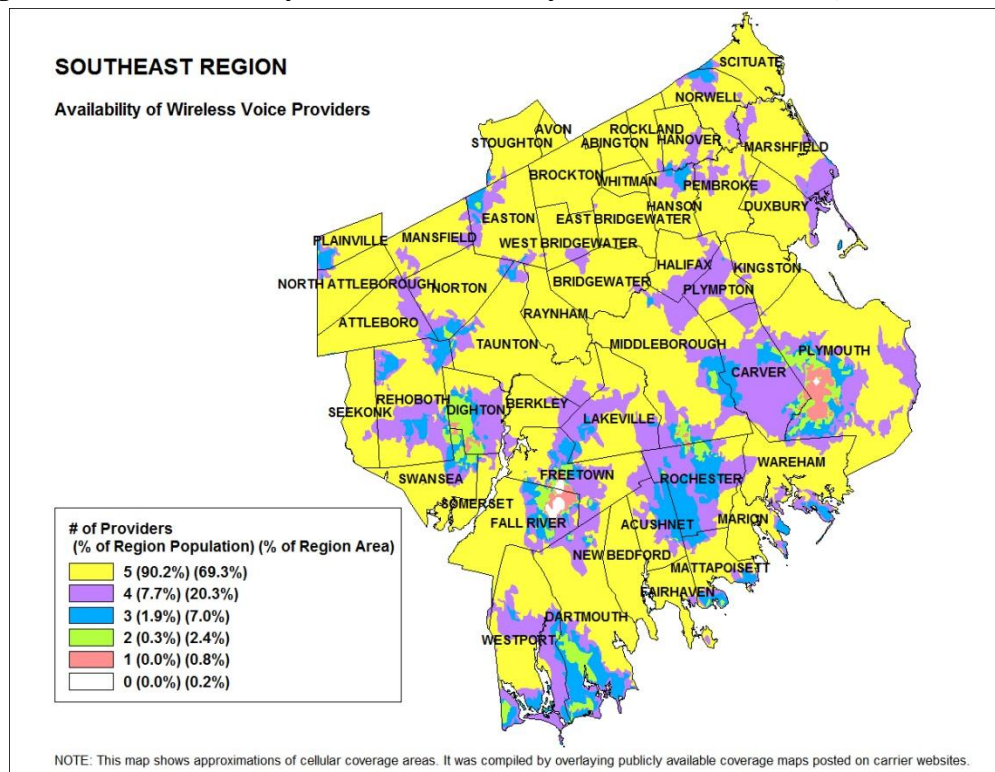 SOUTHEAST REGION
Availability of Wireless Voice Providers
SCITUATE
NORWELL
AVON
ROCKLAND
STOUGHTON
ABINGTON
HANOVER
MARSHFIELD
BROCKTON
WHITMAN
PEMBROKE
HANSON
DUXBURY
EASTON
EAST BRIDGEWATER
PLAINVILLE
MANSFIELD
WEST BRIDGEWATER
HALIFAX
KINGSTON
NORTH ATTLEBOROUGH
NORTON
BRIDGEWATER
PLYMPTON
RAYNHAM
ATTLEBORO
TAUNTON
MIDDLEBOROUGH
PLYMOUTH
CARVER
REHOBOTH
SEEKONK
DIGHTON
BERKLEY
LAKEVILLE
WAREHAM
SWANSEA
FREETOWN
ROCHESTER
SOMERSET
FALL RIVER
ACUSHNET
MARION
NEW BEDFORD
MATTAPOISETT
FAIRHAVEN
DARTMOUTH
WESTPORT
# of Providers
(% of Region Population) (% of Region Area)
5 (90.2%) (69.3%)
4 (7.7%) (20.3%)
3 (1.9%) (7.0%)
2 (0.3%) (2.4%)
1 (0.0%) (0.8%)
0 (0.0%) (0.2%)
NOTE: This map shows approximations of cellular coverage areas. It was compiled by overlaying publicly available coverage maps posted on carrier websites.